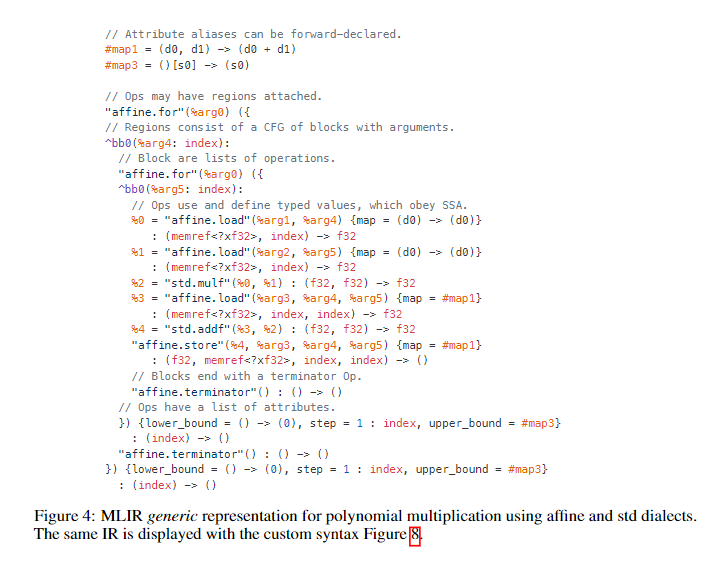 // Attribute aliases can be forward-declared.
#map1 = (d0, d1) -> (d0 + d1)
#map3 = ()[s0] -> (s0)

// Ops may have regions attached.
"affine.for"(%arg0) ({
// Regions consist of a CFG of blocks with arguments.
^bb0(%arg4: index):
  // Block are lists of operations.
  "affine.for"(%arg0) ({
  ^bb0(%arg5: index):
    // Ops use and define typed values, which obey SSA.
    %0 = "affine.load"(%arg1, %arg4) {map = (d0) -> (d0)}
       : (memref<?xf32>, index) -> f32
    %1 = "affine.load"(%arg2, %arg5) {map = (d0) -> (d0)}
       : (memref<?xf32>, index) -> f32
    %2 = "std.mulf"(%0, %1) : (f32, f32) -> f32
    %3 = "affine.load"(%arg3, %arg4, %arg5) {map = #map1}
       : (memref<?xf32>, index, index) -> f32
    %4 = "std.addf"(%3, %2) : (f32, f32) -> f32
    "affine.store"(%4, %arg3, %arg4, %arg5) {map = #map1}
       : (f32, memref<?xf32>, index, index) -> ()
    // Blocks end with a terminator Op.
    "affine.terminator"() : () -> ()
  // Ops have a list of attributes.
  }) {lower_bound = () -> (0), step = 1 : index, upper_bound = #map3}
    : (index) -> ()
  "affine.terminator"() : () -> ()
}) {lower_bound = () -> (0), step = 1 : index, upper_bound = #map3}
  : (index) -> ()
Figure 4: MLIR generic representation for polynomial multiplication using affine and std dialects.
The same IR is displayed with the custom syntax Figure 8.